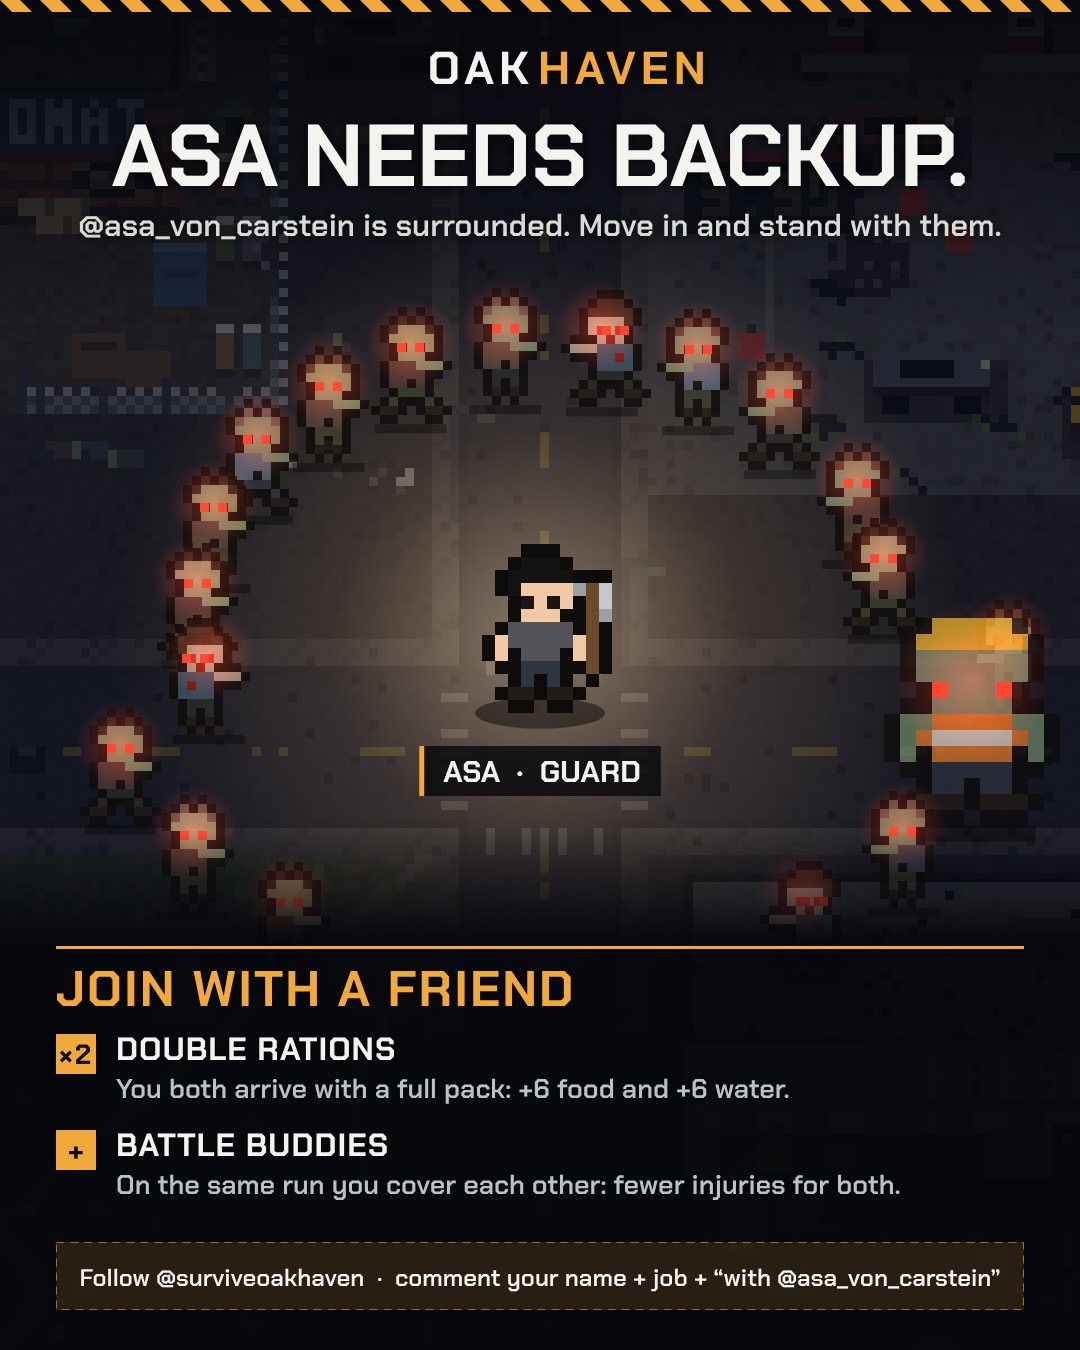 OMAT
OAKHAVEN
ASA NEEDS BACKUP.
@asa_von_carstein is surrounded. Move in and stand with them.
ASA · GUARD
JOIN WITH A FRIEND
×2 DOUBLE RATIONS
You both arrive with a full pack: +6 food and +6 water.
+ BATTLE BUDDIES
On the same run you cover each other: fewer injuries for both.
Follow @surviveoakhaven · comment your name + job + “with @asa_von_carstein”